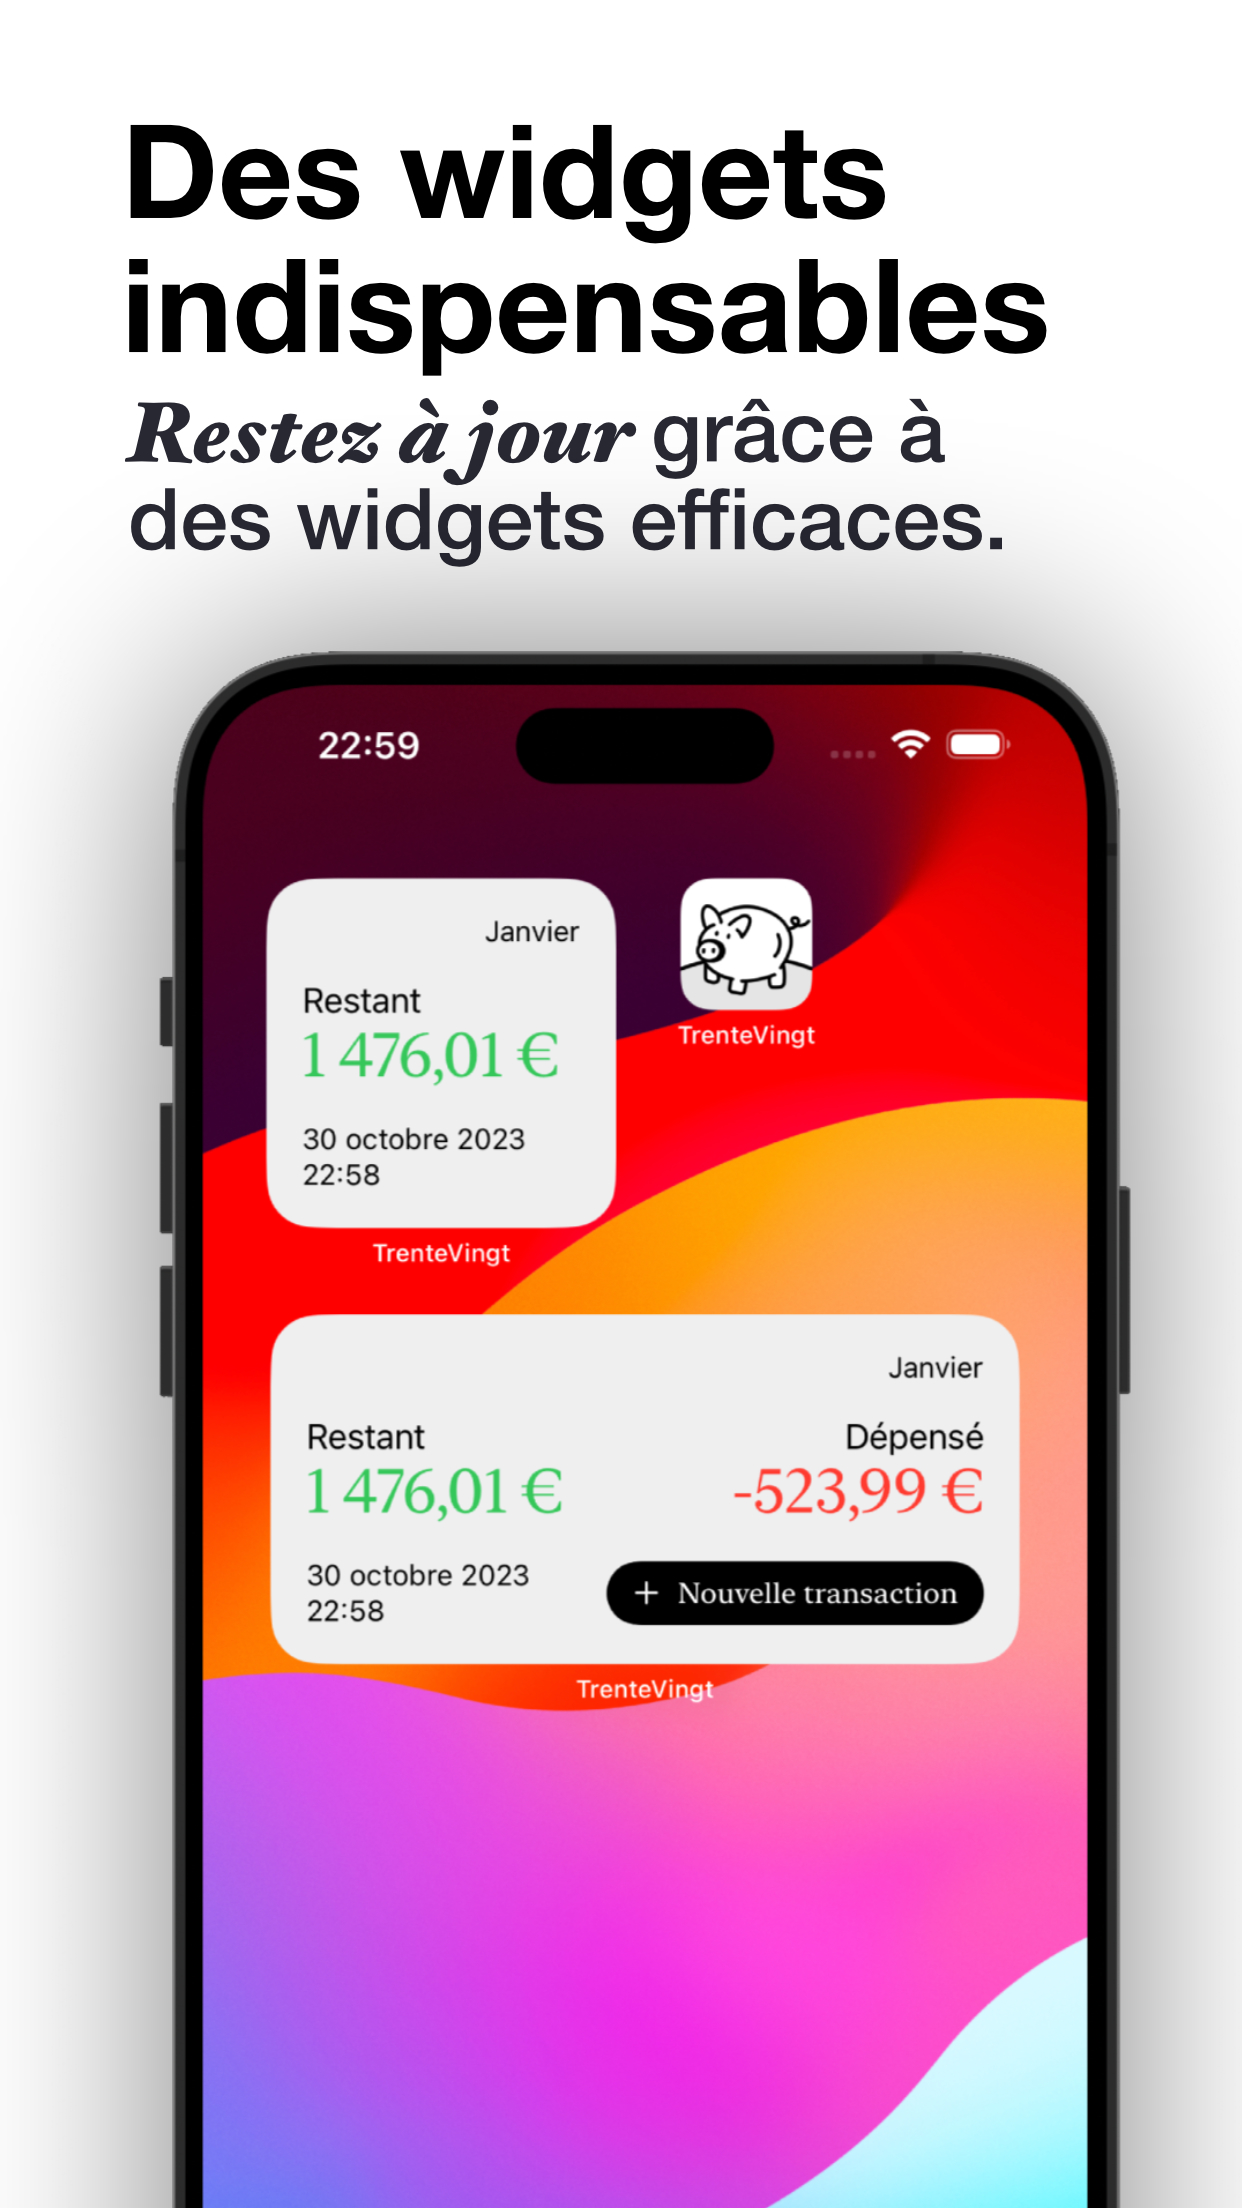 Des widgets
indispensables
Restez à jour grâce à
des widgets efficaces.
22:59
Janvier
Restant
1 476,01 €
30 octobre 2023
22:58
TrenteVingt
TrenteVingt
Janvier
Restant
Dépensé
1 476,01 €
-523,99 €
30 octobre 2023
22:58
+ Nouvelle transaction
TrenteVingt